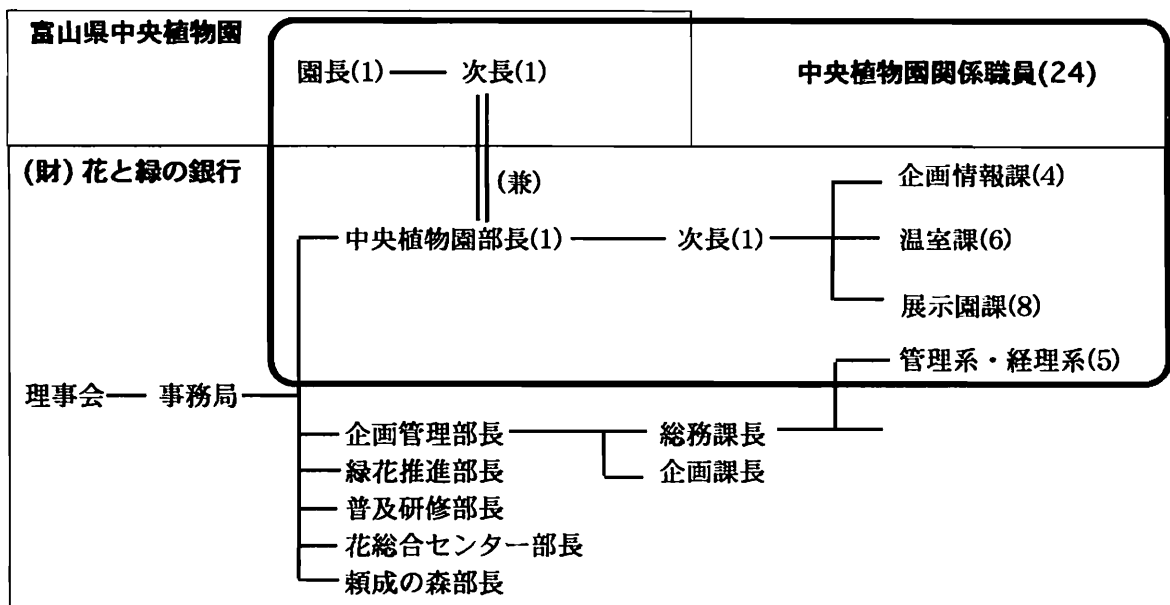 富山県中央植物園
園長(1) 次長(1) 中央植物園関係職員(24)
(財)花と緑の銀行
(兼)
企画情報課(4)
中央植物園部長(1) 次長(1) 温室課(6)
展示園課(8)
管理系・経理系(5)
理事会 事務局
企画管理部長 総務課長
緑花推進部長 企画課長
普及研修部長
花総合センター部長
頼成の森部長